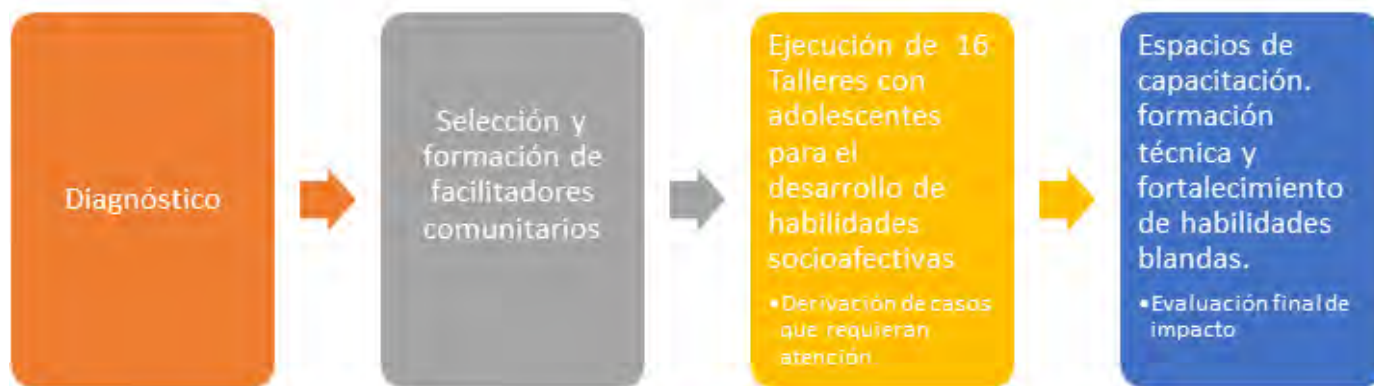 Diagnóstico
Selección y
formación de
facilitadores
comunitarios
Ejecución de 16
Talleres con
adolescentes
para el
desarrollo de
habilidades
socioafectivas
•Derivación de casos
que requieran
atención
Espacios de
capacitación.
formación
técnica y
fortalecimiento
de habilidades
blandas.
•Evaluación final de
impacto